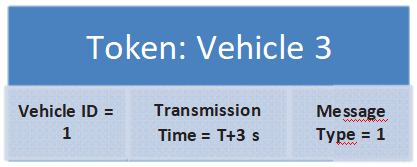 Token: Vehicle 3
Vehicle ID =
1
Transmission
Time = T+3 s
Message
Type = 1